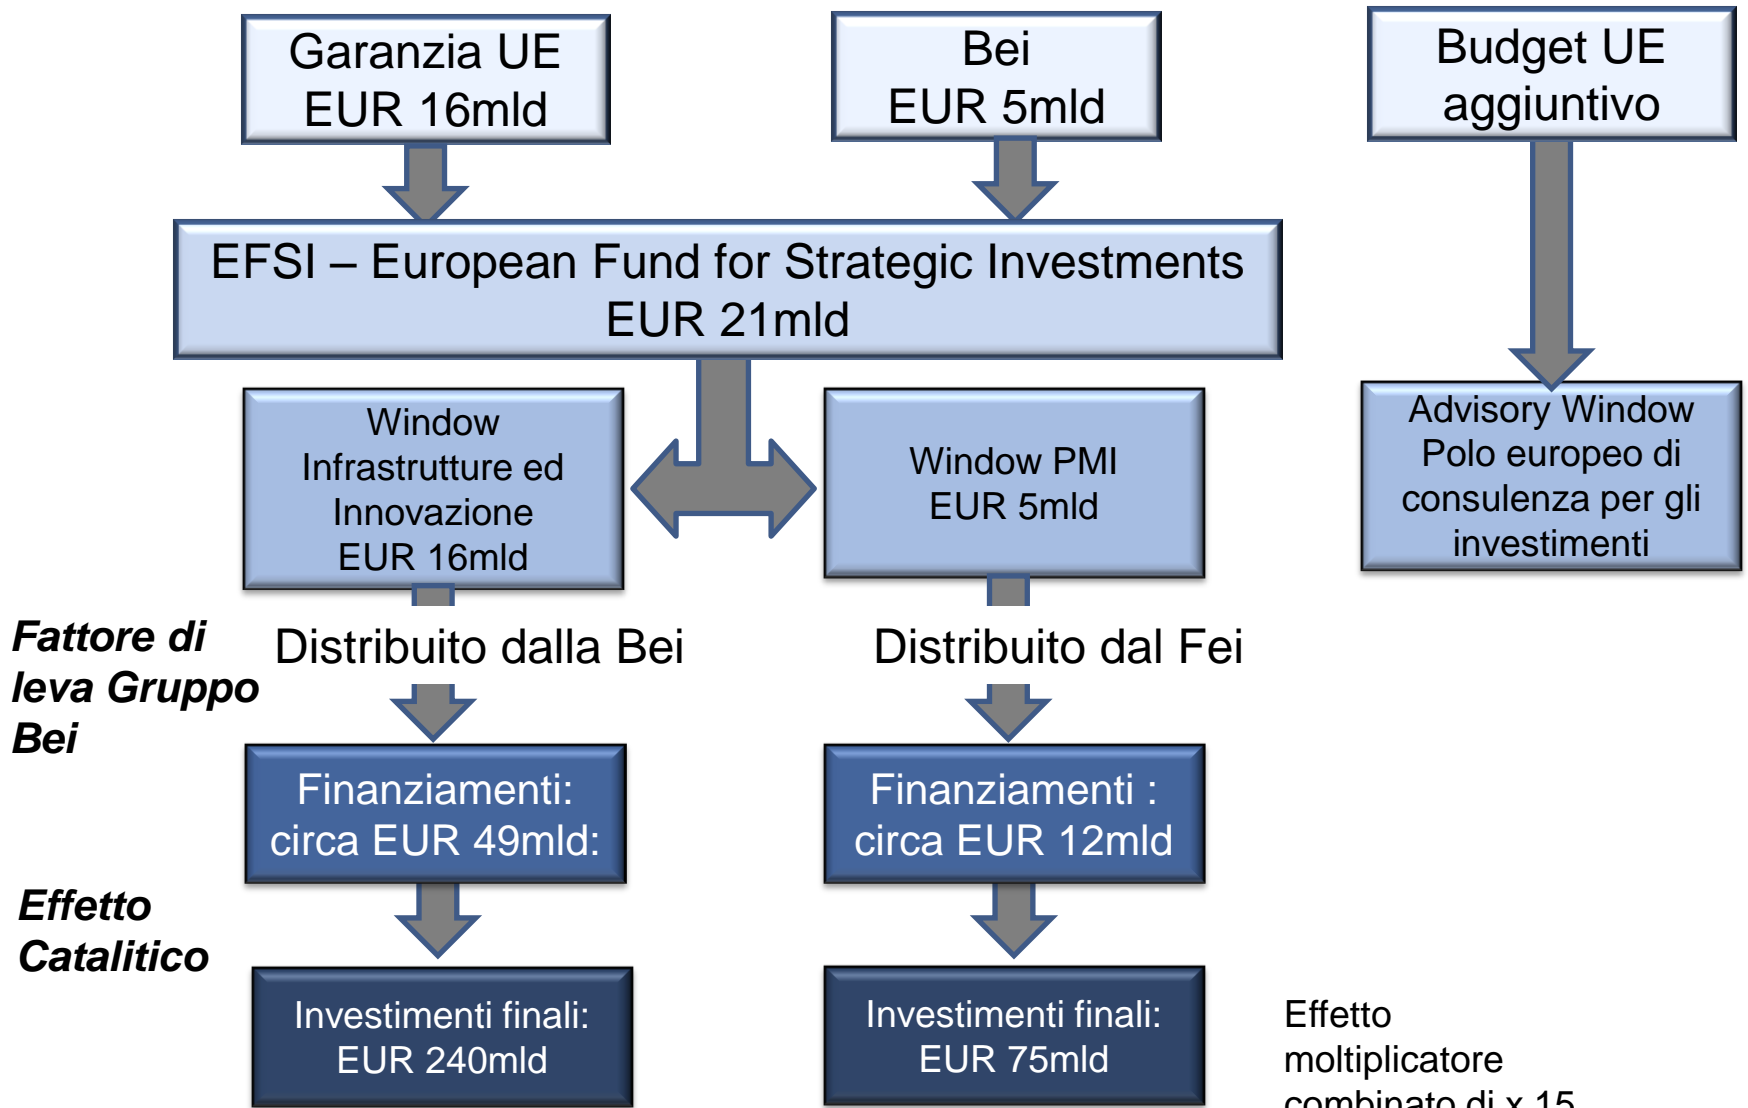 Garanzia UE
EUR 16mld
Bei
EUR 5mld
Budget UE
aggiuntivo
EFSI – European Fund for Strategic Investments
EUR 21mld
Window
Infrastrutture ed
Innovazione
EUR 16mld
Window PMI
EUR 5mld
Advisory Window
Polo europeo di
consulenza per gli
investimenti
Fattore di
leva Gruppo
Bei
Distribuito dalla Bei
Distribuito dal Fei
Finanziamenti:
circa EUR 49mld:
Finanziamenti :
circa EUR 12mld
Effetto
Catalitico
Investimenti finali:
EUR 240mld
Investimenti finali:
EUR 75mld
Effetto
moltiplicatore
combinato di x 15